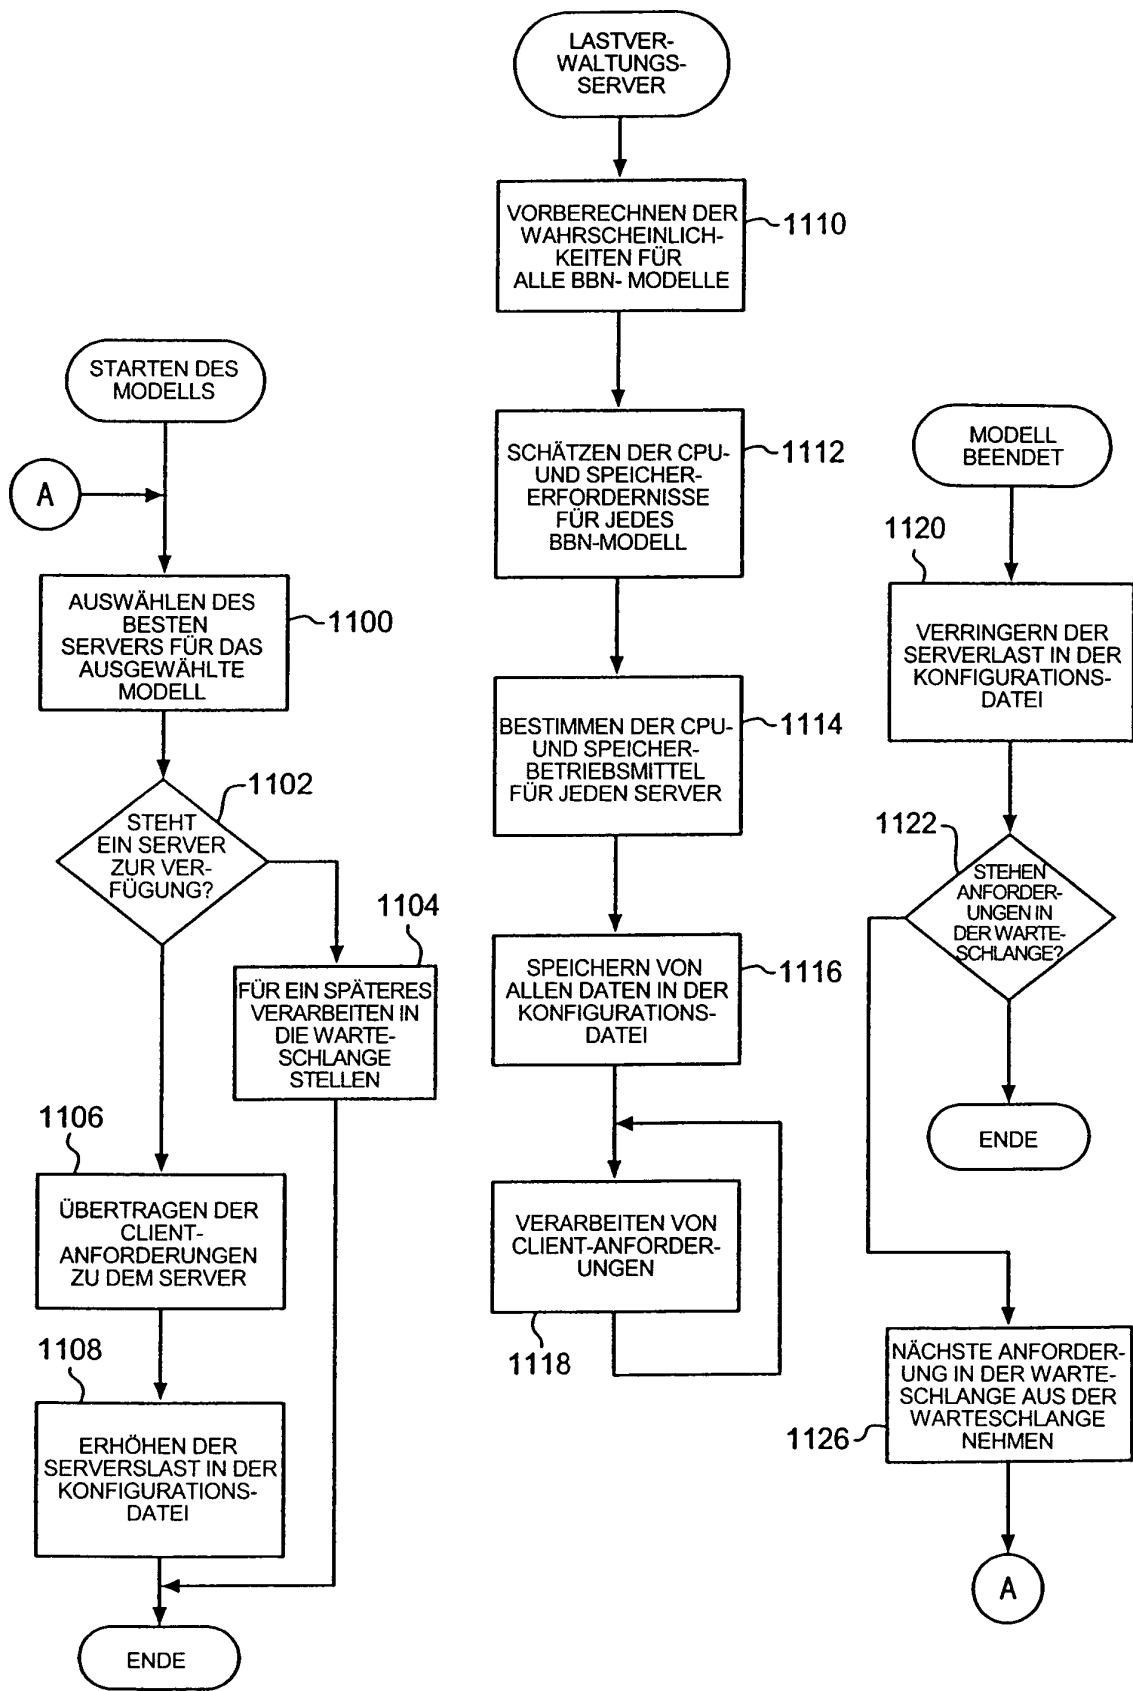 STARTEN DES
MODELLS
A
AUSWÄHLEN DES
BESTEN
SERVERS FÜR DAS
AUSGEWÄHLTE
MODELL
1100
1102
STEHT
EIN SERVER
ZUR VER-
FÜGUNG?
1104
FÜR EIN SPÄTERES
VERARBEITEN IN
DIE WARTE-
SCHLANGE
STELLEN
1106
ÜBERTRAGEN DER
CLIENT-
ANFORDERUNGEN
ZU DEM SERVER
1108
ERHÖHEN DER
SERVERSLAST IN DER
KONFIGURATIONS-
DATEI
ENDE
LASTVER-
WALTUNGS-
SERVER
VORBERECHNEN DER
WAHRSCHEINLICH-
KEITEN FÜR
ALLE BBN- MODELLE
1110
SCHÄTZEN DER CPU-
UND SPEICHER-
ERFORDERNISSE
FÜR JEDES
BBN-MODELL
1112
BESTIMMEN DER CPU-
UND SPEICHER-
BETRIEBSMITTEL
FÜR JEDEN SERVER
1114
SPEICHERN VON
ALLEN DATEN IN DER
KONFIGURATIONS-
DATEI
1116
VERARBEITEN VON
CLIENT-ANFORDER-
UNGEN
1118
MODELL
BEENDET
1120
VERRINGERN DER
SERVERLAST IN DER
KONFIGURATIONS-
DATEI
1122
STEHEN
ANFORDER-
UNGEN IN
DER WARTE-
SCHLANGE?
ENDE
NÄCHSTE ANFORDER-
UNG IN DER WARTE-
SCHLANGE AUS DER
WARTESCHLANGE
NEHMEN
1126
A